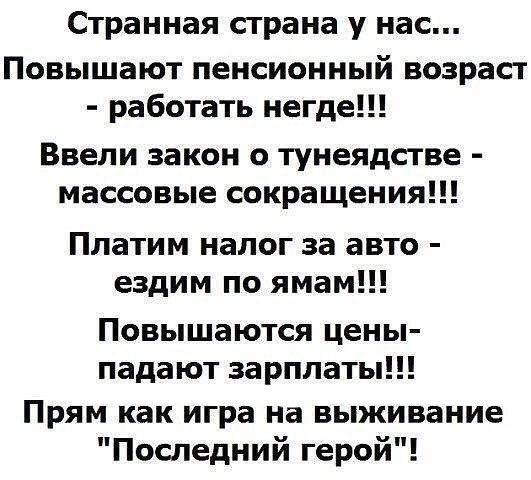 Странная страна у нас...
Повышают пенсионный возраст
- работать негде!!!
Ввели закон о тунеядстве -
массовые сокращения!!!
Платим налог за авто -
ездим по ямам!!!
Повышаются цены-
падают зарплаты!!!
Прям как игра на выживание
"Последний герой"!